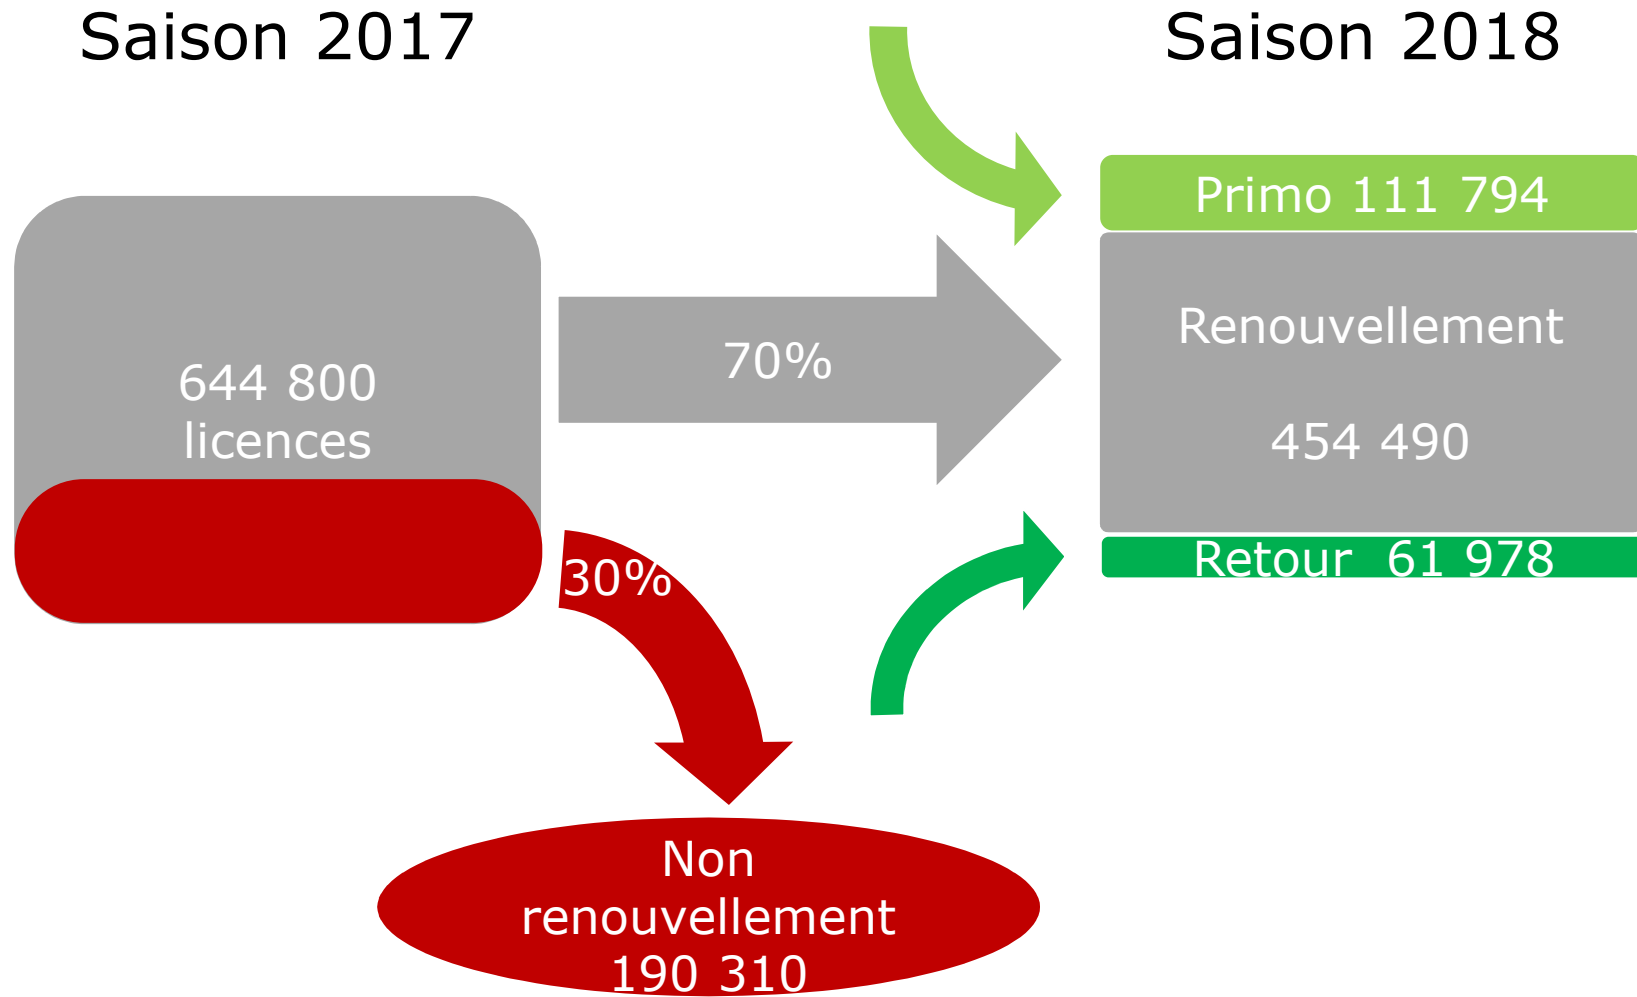 Saison 2017
Saison 2018
Primo 111 794
Renouvellement
454 490
Retour 61 978
644 800
licences
70%
30%
Non
renouvellement
190 310